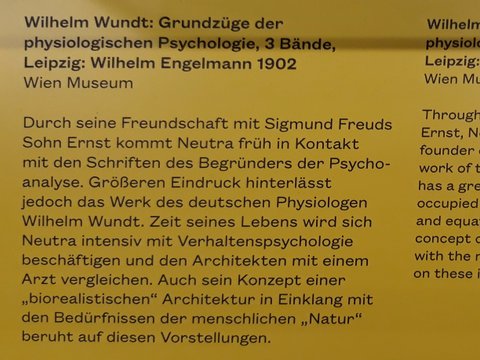 Wilhelm Wundt: Grundzüge der
physiologischen Psychologie, 3 Bände,
Leipzig: Wilhelm Engelmann 1902
Wien Museum
Durch seine Freundschaft mit Sigmund Freuds
Sohn Ernst kommt Neutra früh in Kontakt
mit den Schriften des Begründers der Psycho-
analyse. Größeren Eindruck hinterlässt
jedoch das Werk des deutschen Physiologen
Wilhelm Wundt. Zeit seines Lebens wird sich
Neutra intensiv mit Verhaltenspsychologie
beschäftigen und den Architekten mit einem
Arzt vergleichen. Auch sein Konzept einer
„biorealistischen“ Architektur in Einklang mit
den Bedürfnissen der menschlichen „Natur“
beruht auf diesen Vorstellungen.
Wilhelm
physiolo
Leipzig:
Wien M
Through
Ernst, N
founder
work of t
has a gre
occupied
and equa
concept
with the
on these i